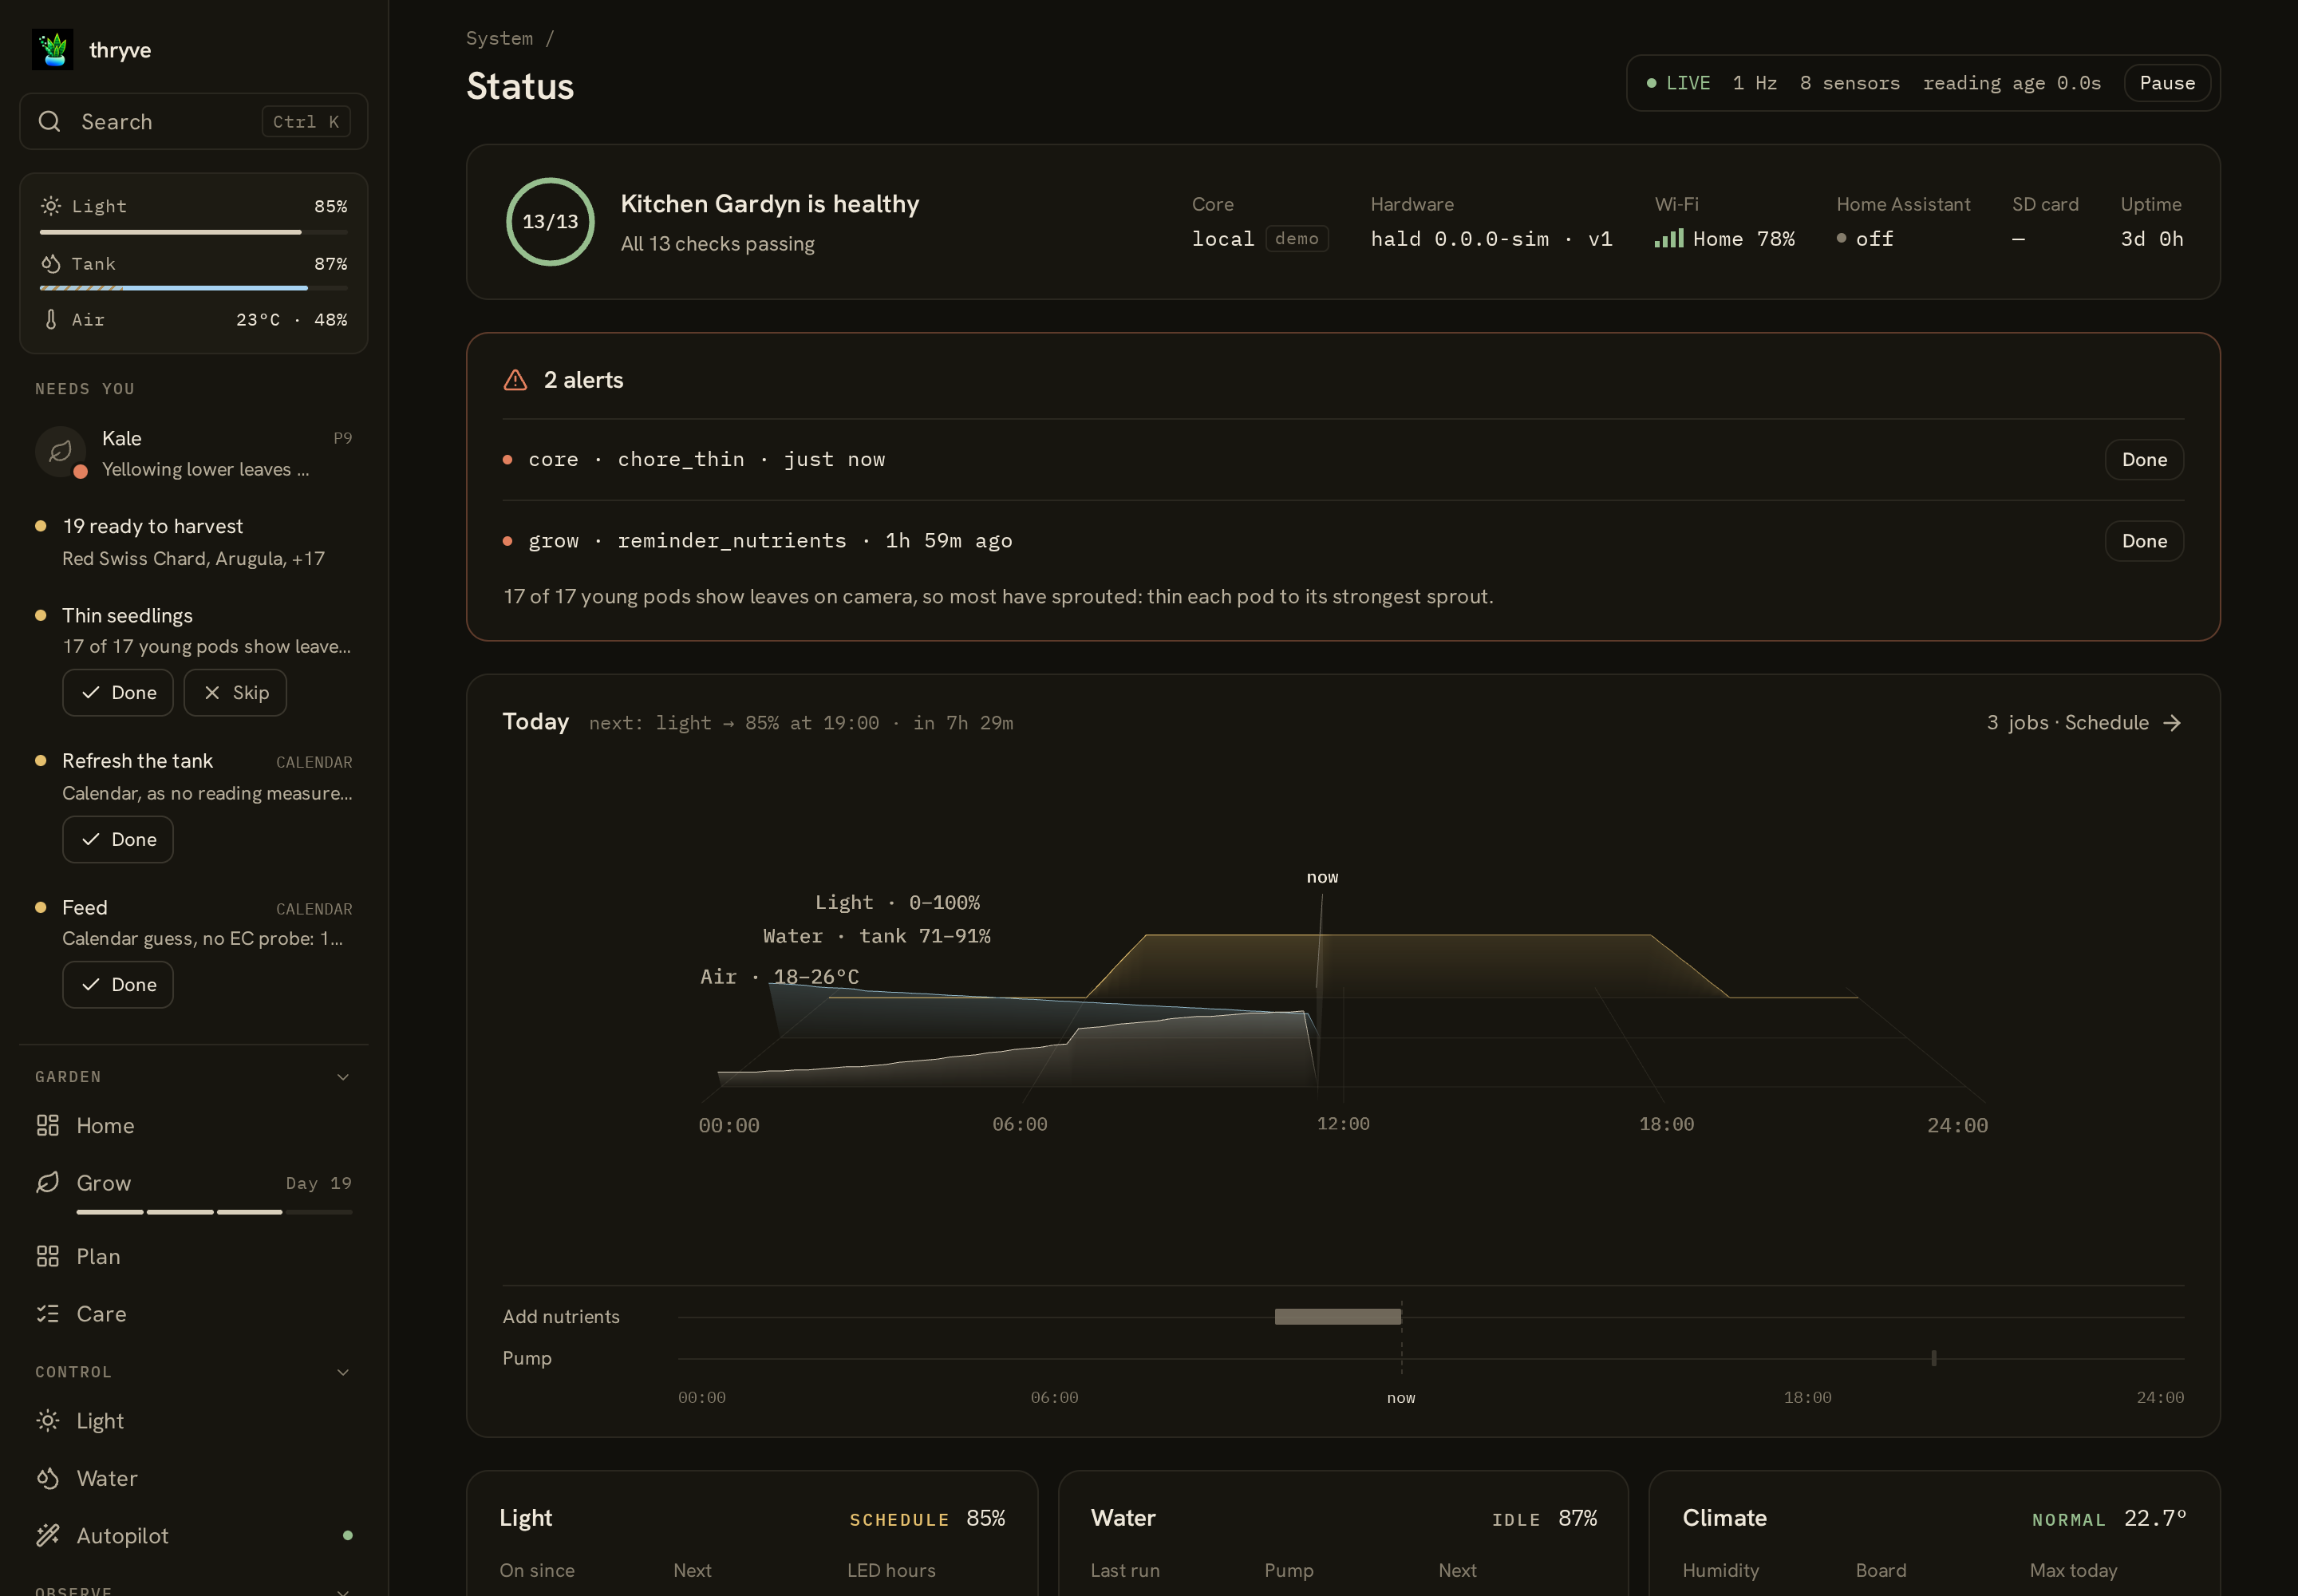 thryve
Search Ctrl K
Light 85%
Tank 87%
Air 23°C · 48%
NEEDS YOU
Kale P9
Yellowing lower leaves ...
19 ready to harvest
Red Swiss Chard, Arugula, +17
Thin seedlings
17 of 17 young pods show leave...
Done Skip
Refresh the tank CALENDAR
Calendar, as no reading measure...
Done
Feed CALENDAR
Calendar guess, no EC probe: 1...
Done
GARDEN
Home
Grow Day 19
Plan
Care
CONTROL
Light
Water
Autopilot
OBSERVE
System /
Status
LIVE 1 Hz 8 sensors reading age 0.0s Pause
13/13
Kitchen Gardyn is healthy
All 13 checks passing
Core Hardware Wi-Fi Home Assistant SD card Uptime
local demo hald 0.0.0-sim · v1 Home 78% off — 3d 0h
2 alerts
core · chore_thin · just now Done
grow · reminder_nutrients · 1h 59m ago Done
17 of 17 young pods show leaves on camera, so most have sprouted: thin each pod to its strongest sprout.
Today next: light → 85% at 19:00 · in 7h 29m 3 jobs · Schedule →
now
Light · 0–100%
Water · tank 71–91%
Air · 18–26°C
00:00 06:00 12:00 18:00 24:00
Add nutrients
Pump
00:00 06:00 now 18:00 24:00
Light SCHEDULE 85%
On since Next LED hours
Water IDLE 87%
Last run Pump Next
Climate NORMAL 22.7°
Humidity Board Max today